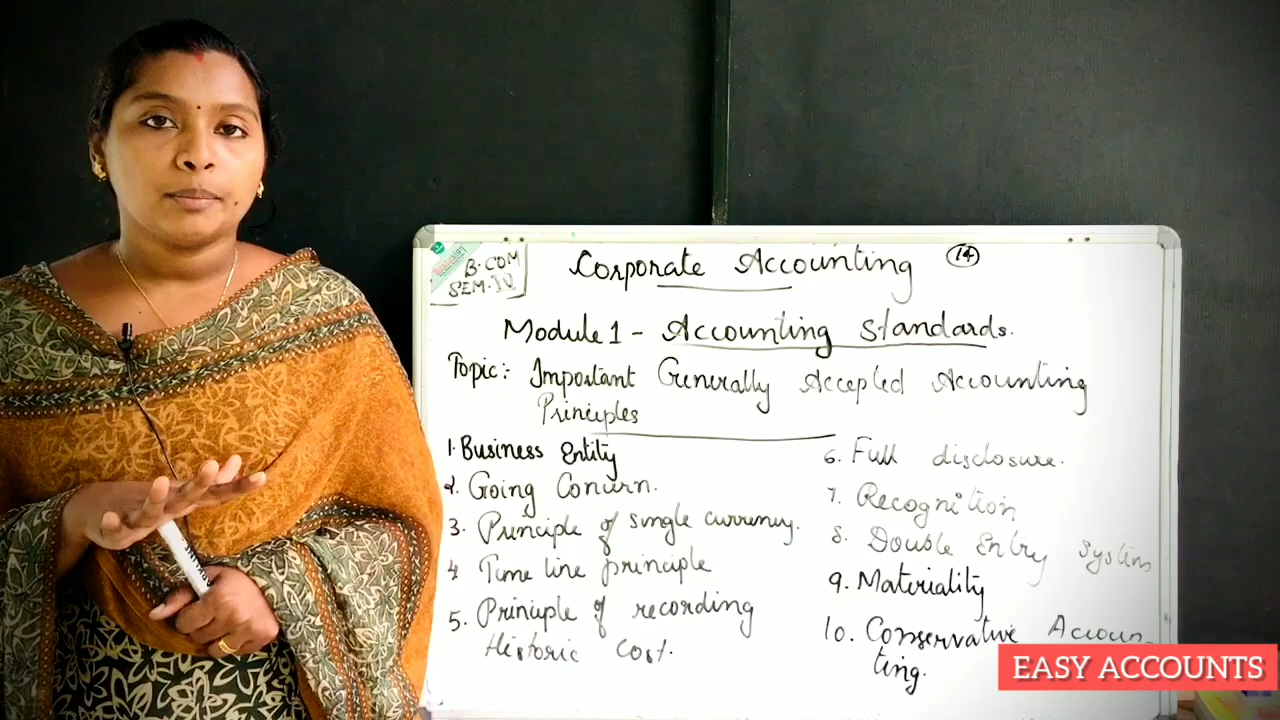 B.COM
SEM.IV
Corporate Accounting
14
Module 1 - Accounting Standards.
Topic:- Important Generally Accepted Accounting
Principles
1. Business Entity
2. Going Concern.
3. Principle of single currency.
4 Time line principle
5. Principle of recording
Historic Cost.
6. Full disclosure.
7. Recognition
8. Double Entry System
9. Materiality
10. Conservative Accoun-
ting.
EASY ACCOUNTS